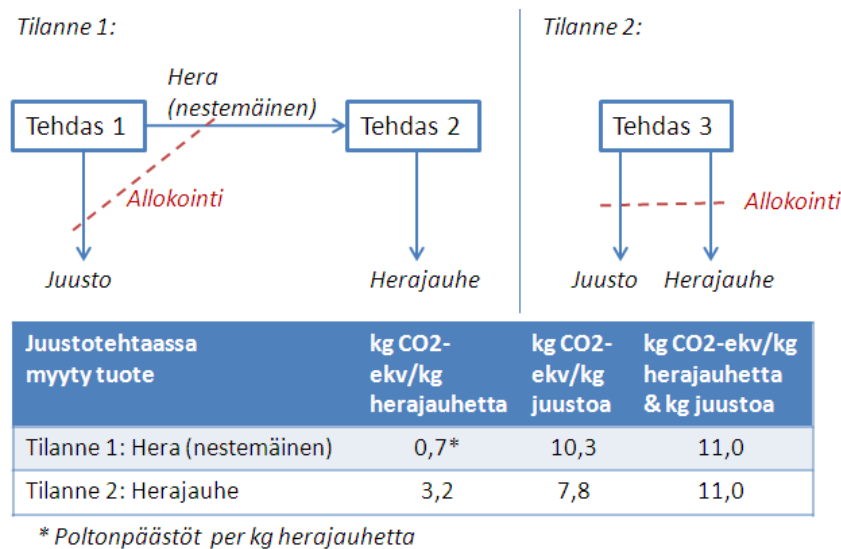 Tilanne 1:
Tilanne 2:
Hera
(nestemäinen)
Tehdas 1
Tehdas 2
Tehdas 3
Allokointi
Allokointi
Juusto
Herajauhe
Juusto
Herajauhe
Juustotehtaassa
myyty tuote
kg CO2-
ekv/kg
herajauhetta
kg CO2-
ekv/kg
juustoa
kg CO2-ekv/kg
herajauhetta
& kg juustoa
Tilanne 1: Hera (nestemäinen) 0,7* 10,3 11,0
Tilanne 2: Herajauhe 3,2 7,8 11,0
* Poltonpäästöt per kg herajauhetta